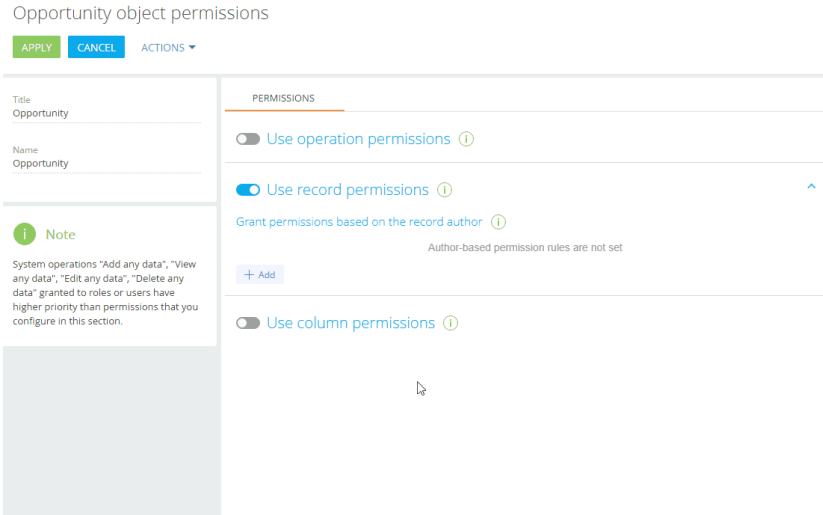 Opportunity object permissions
APPLY
CANCEL
ACTIONS
Title
Opportunity
Name
Opportunity
i Note
System operations "Add any data", "View
any data", "Edit any data", "Delete any
data" granted to roles or users have
higher priority than permissions that you
configure in this section.
PERMISSIONS
Use operation permissions i
Use record permissions i
Grant permissions based on the record author i
Author-based permission rules are not set
+ Add
Use column permissions i